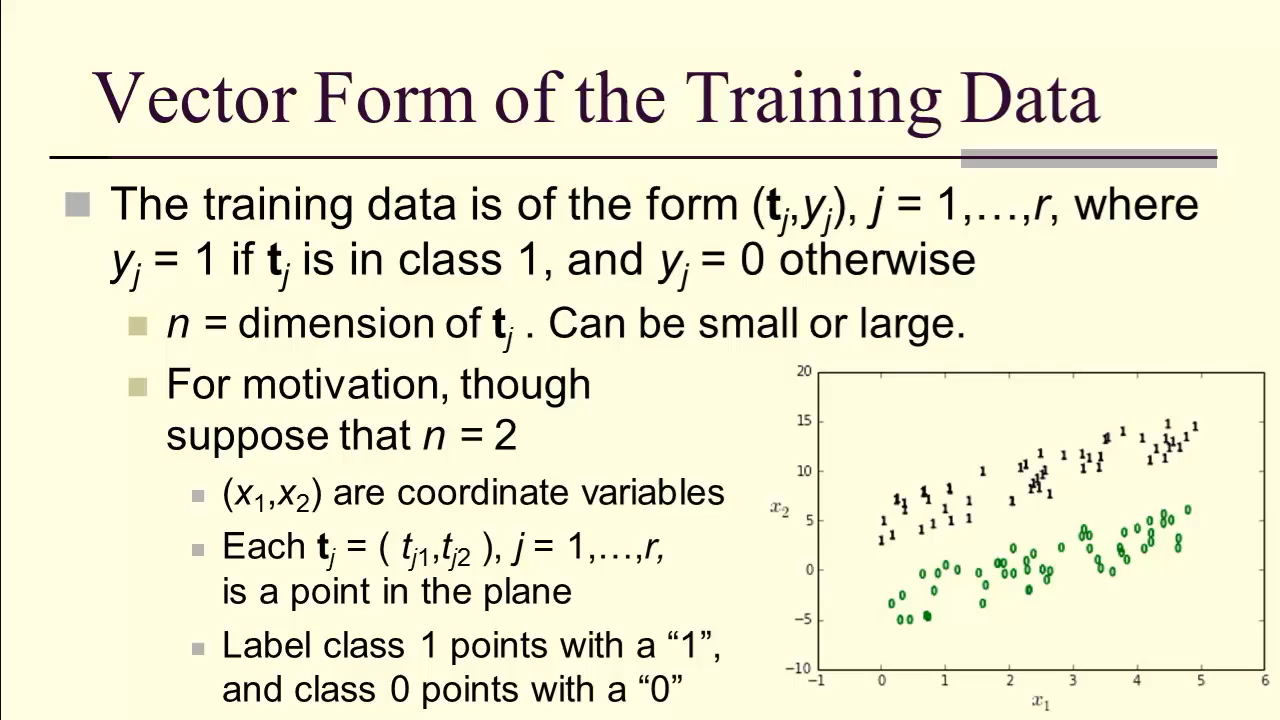 Vector Form of the Training Data
The training data is of the form (tj,yj), j = 1,…,r, where
yj = 1 if tj is in class 1, and yj = 0 otherwise
n = dimension of tj . Can be small or large.
For motivation, though
suppose that n = 2
(x1,x2) are coordinate variables
Each tj = ( tj1,tj2 ), j = 1,…,r,
is a point in the plane
Label class 1 points with a “1”,
and class 0 points with a “0”
20
15
10
5
0
−5
−10
x2
−1 0 1 2 3 4 5 6
x1